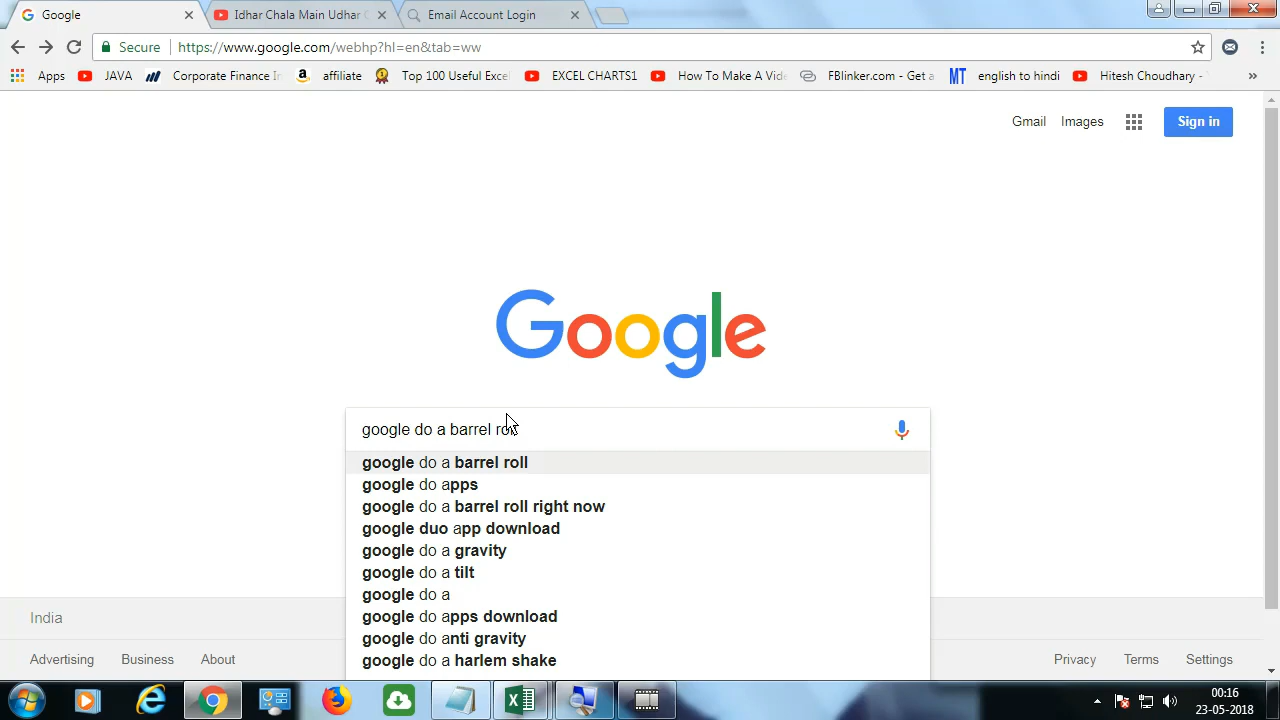 Google
Idhar Chala Main Udhar
Email Account Login
Secure
https://www.google.com/webhp?hl=en&tab=ww
Apps
JAVA
Corporate Finance
affiliate
Top 100 Useful Excel
EXCEL CHARTS1
How To Make A Vide
FBlinker.com - Get a
MT
english to hindi
Hitesh Choudhary -
»
Gmail
Images
Sign in
Google
google do a barrel roll
google do a barrel roll
google do apps
google do a barrel roll right now
google duo app download
google do a gravity
google do a tilt
google do a
google do apps download
google do anti gravity
google do a harlem shake
India
Advertising
Business
About
Privacy
Terms
Settings
00:16
23-05-2018